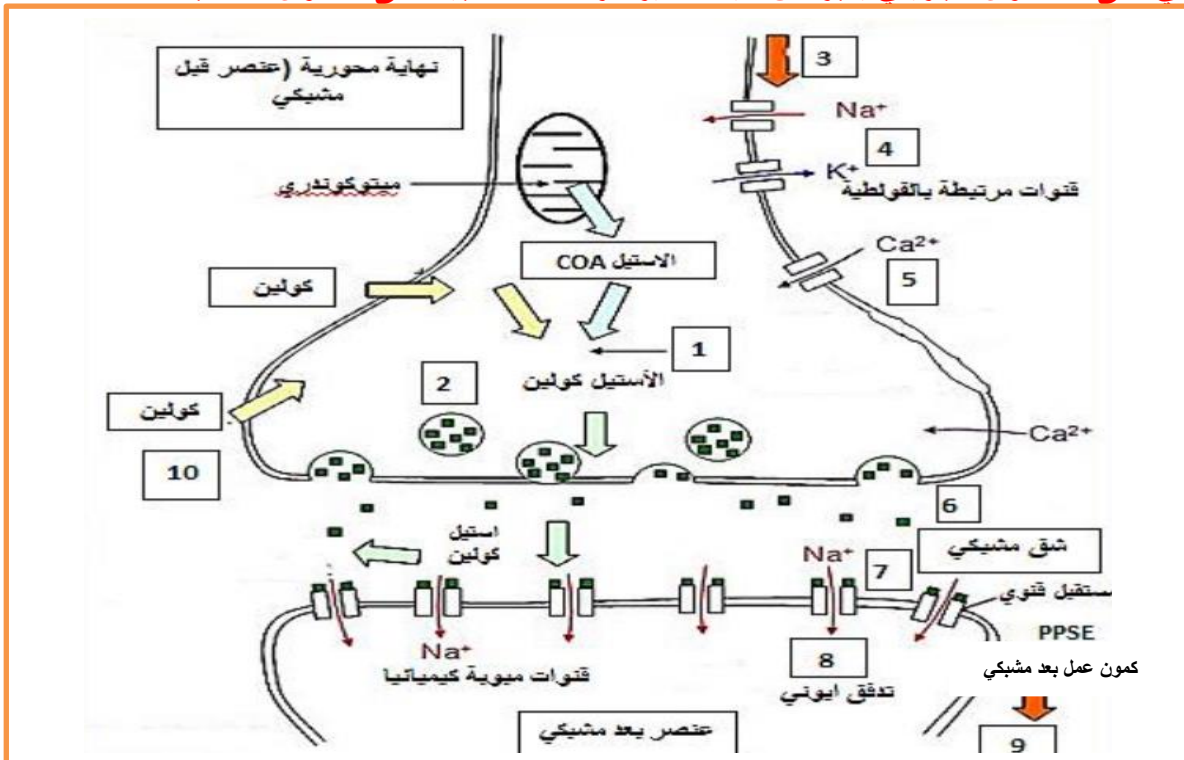 نهاية محورية (عنصر قبل
مشبكي
3
Na⁺
4
K⁺
قنوات مرتبطة بالفولطية
ميتوكوندري
Ca²⁺
5
الاستيل COA
كولين
1
الأستيل كولين
2
كولين
10
Ca²⁺
6
شق مشبكي
استيل
كولين
Na⁺
7
مستقبل قنوي
PPSE
كمون عمل بعد مشبكي
8
تدفق ايوني
Na⁺
قنوات مبوبة كيميائيا
عنصر بعد مشبكي
9